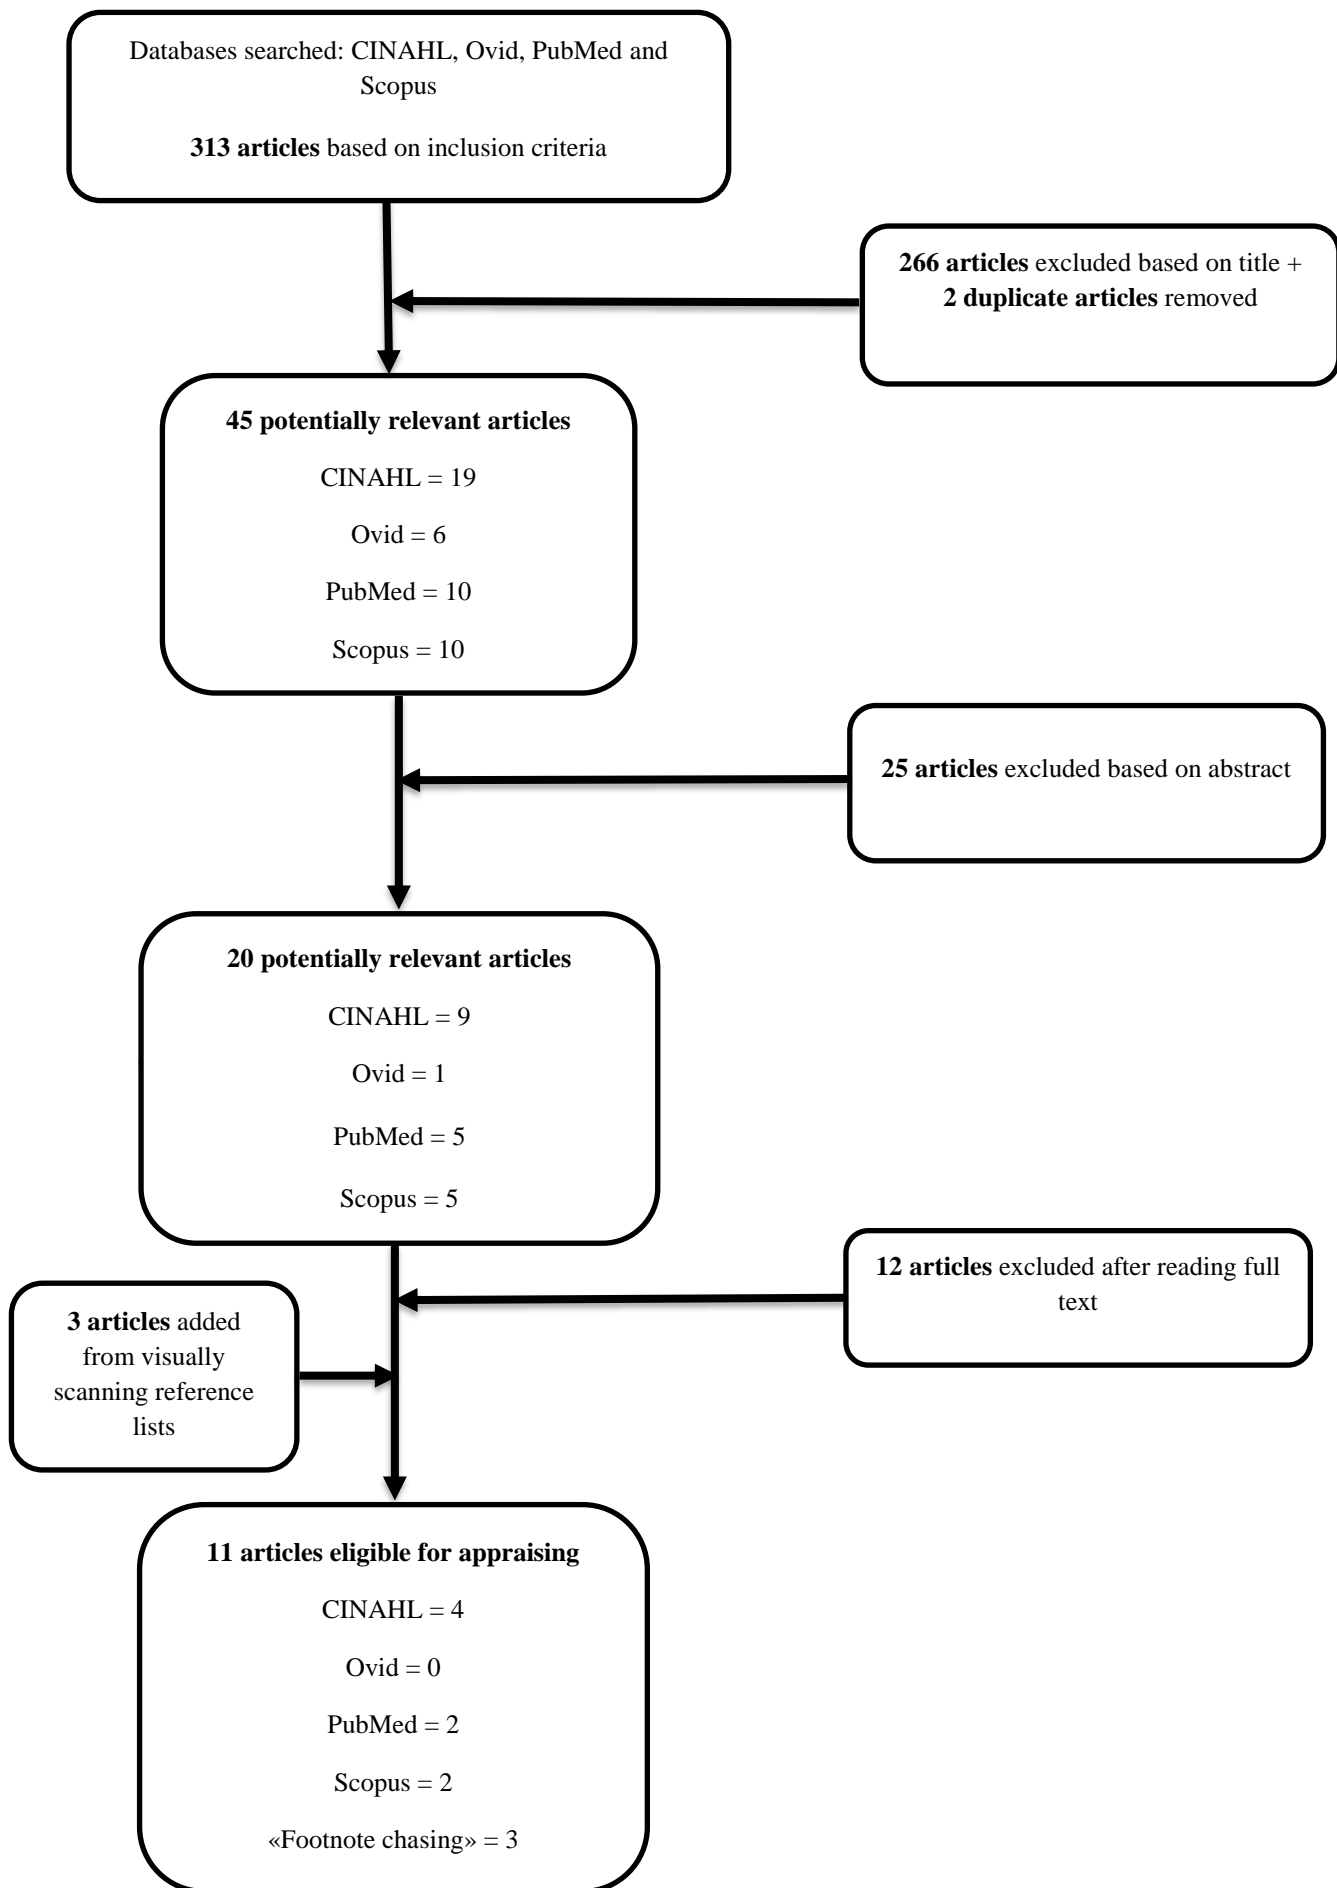 Databases searched: CINAHL, Ovid, PubMed and
Scopus
313 articles based on inclusion criteria
266 articles excluded based on title +
2 duplicate articles removed
45 potentially relevant articles
CINAHL = 19
Ovid = 6
PubMed = 10
Scopus = 10
25 articles excluded based on abstract
20 potentially relevant articles
CINAHL = 9
Ovid = 1
PubMed = 5
Scopus = 5
12 articles excluded after reading full
text
3 articles added
from visually
scanning reference
lists
11 articles eligible for appraising
CINAHL = 4
Ovid = 0
PubMed = 2
Scopus = 2
«Footnote chasing» = 3